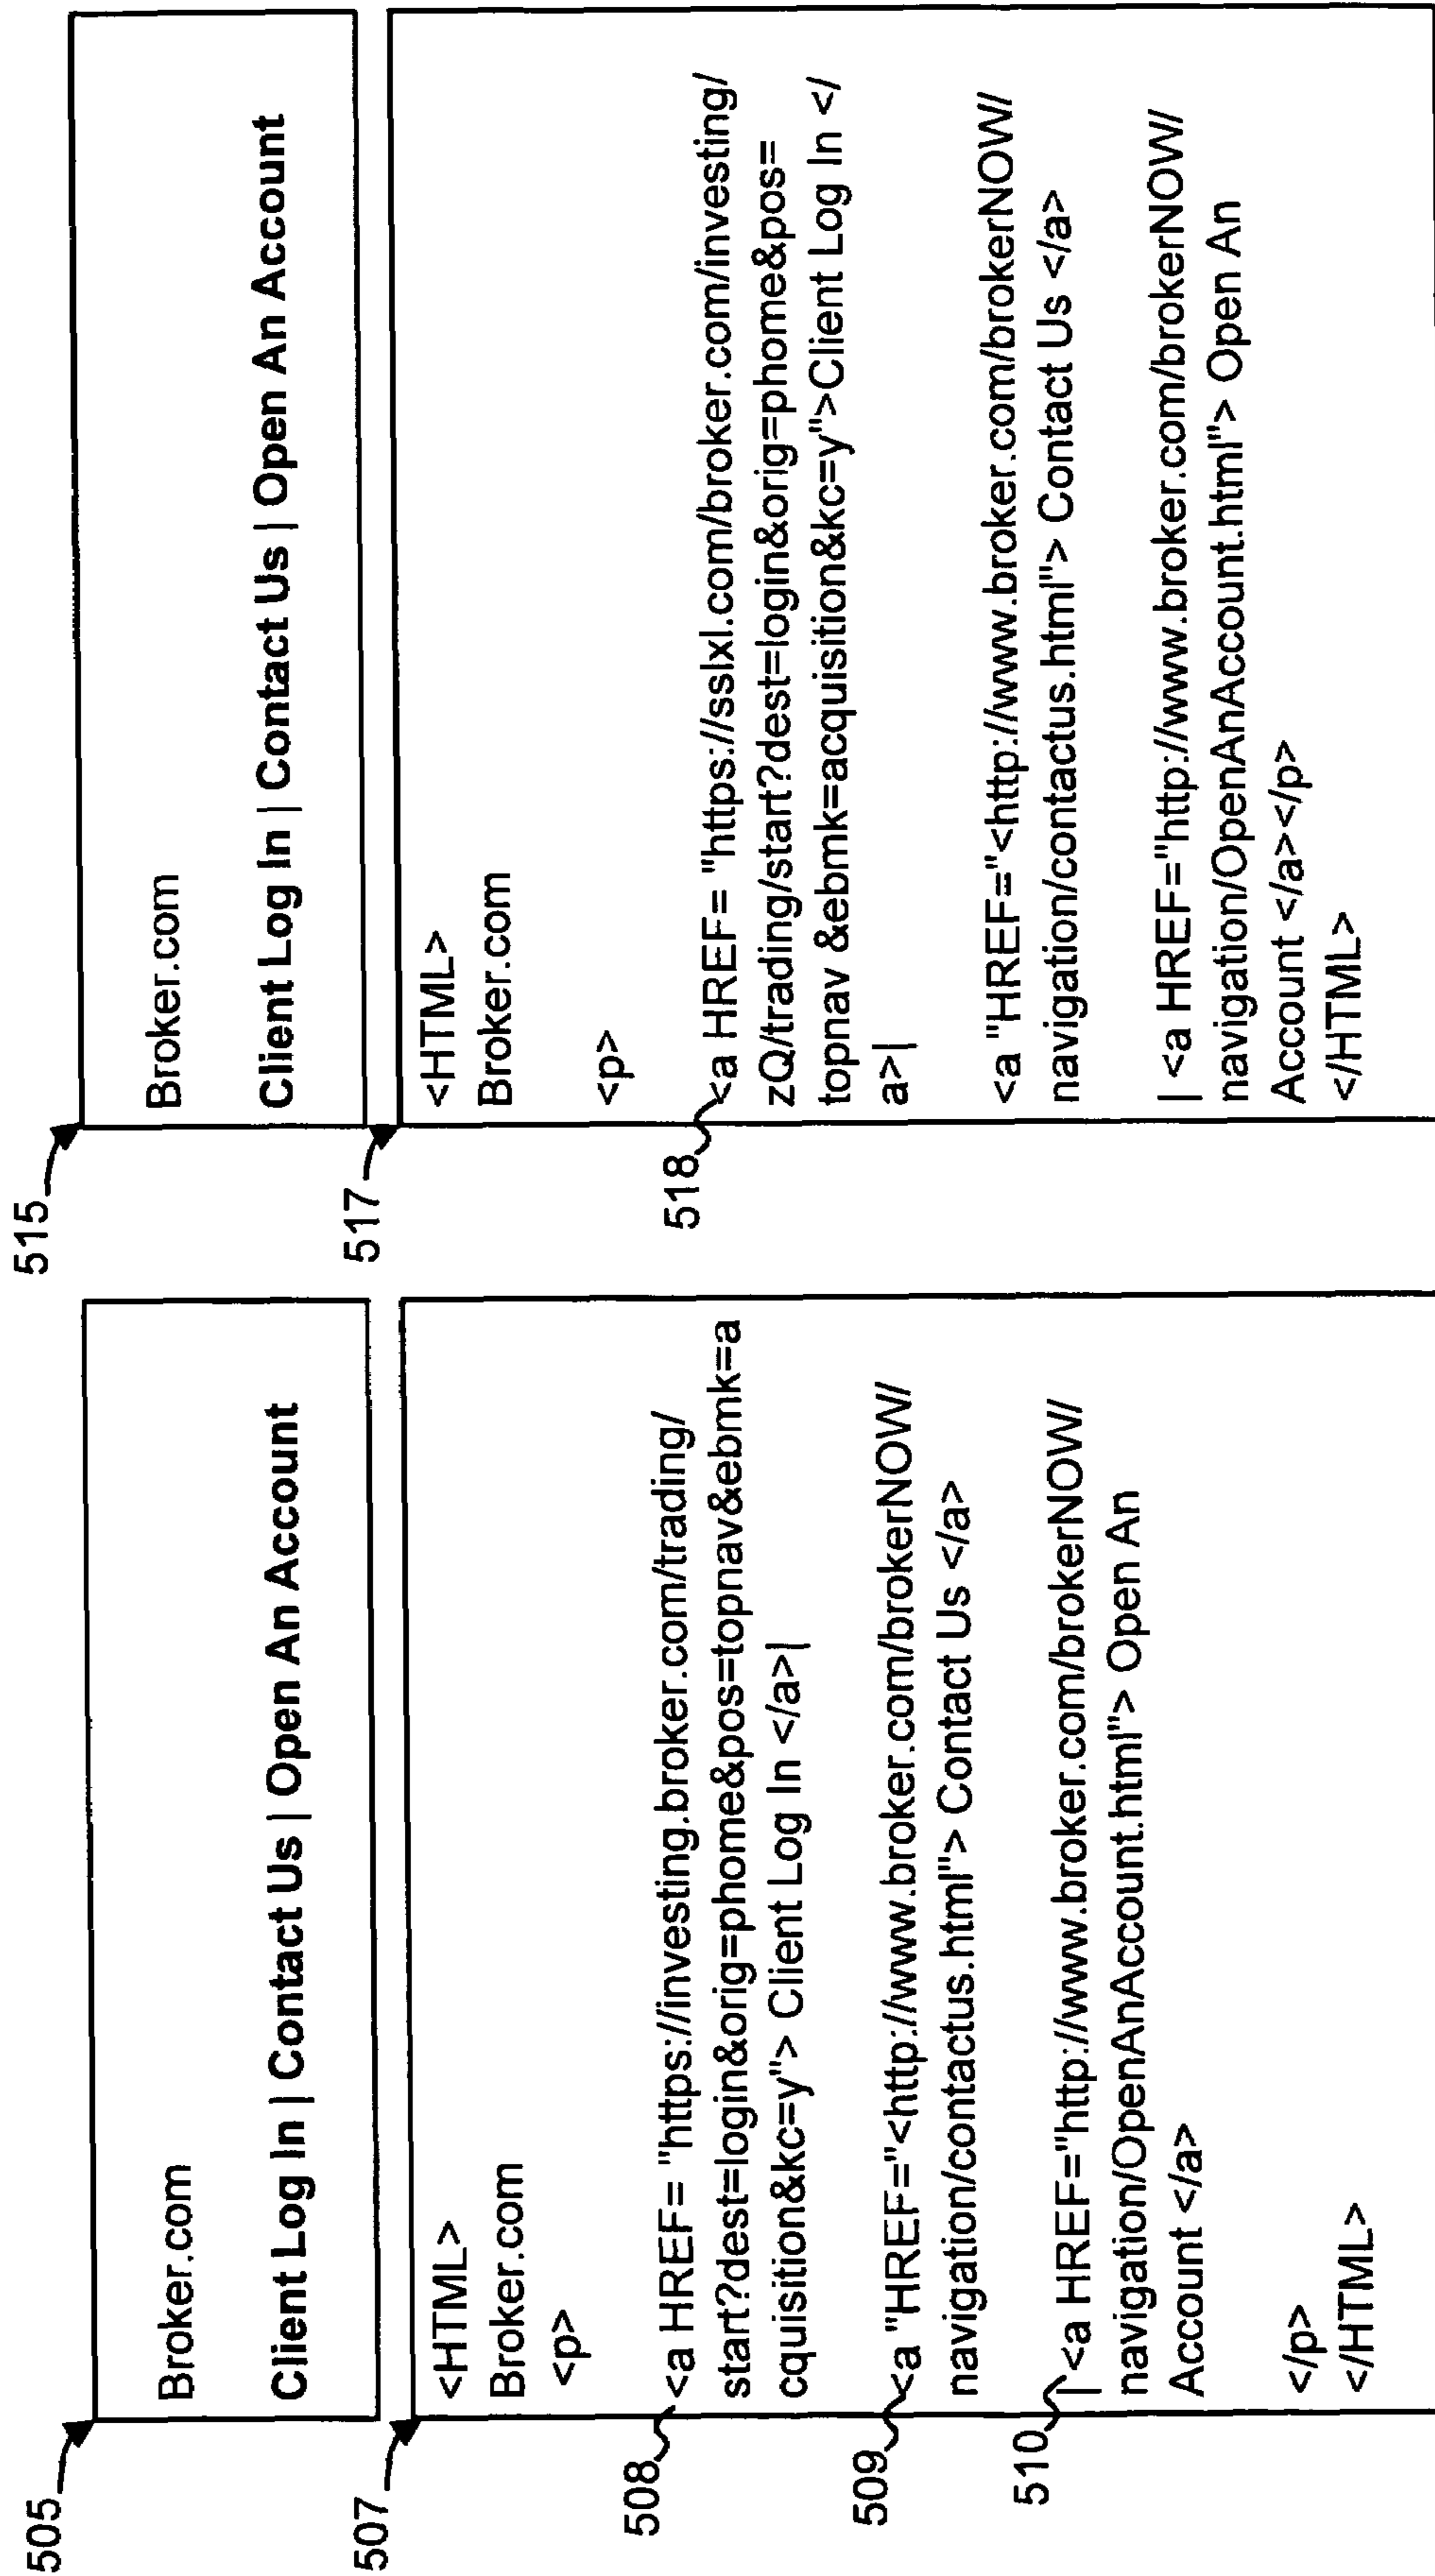 505
Broker.com
Client Log In | Contact Us | Open An Account
507
<HTML>
Broker.com
<p>
508
<a HREF= "https://investing.broker.com/trading/
start?dest=login&orig=phome&pos=topnav&ebmk=a
cquisition&kc=y"> Client Log In </a>|
509
<a "HREF="<http://www.broker.com/brokerNOW/
navigation/contactus.html"> Contact Us </a>
510
| <a HREF="http://www.broker.com/brokerNOW/
navigation/OpenAnAccount.html"> Open An
Account </a>
</p>
</HTML>
515
Broker.com
Client Log In | Contact Us | Open An Account
517
<HTML>
Broker.com
<p>
518
<a HREF= "https://sslxl.com/broker.com/investing/
zQ/trading/start?dest=login&orig=phome&pos=
topnav &ebmk=acquisition&kc=y">Client Log In </
a>|
<a "HREF="<http://www.broker.com/brokerNOW/
navigation/contactus.html"> Contact Us </a>
| <a HREF="http://www.broker.com/brokerNOW/
navigation/OpenAnAccount.html"> Open An
Account </a></p>
</HTML>